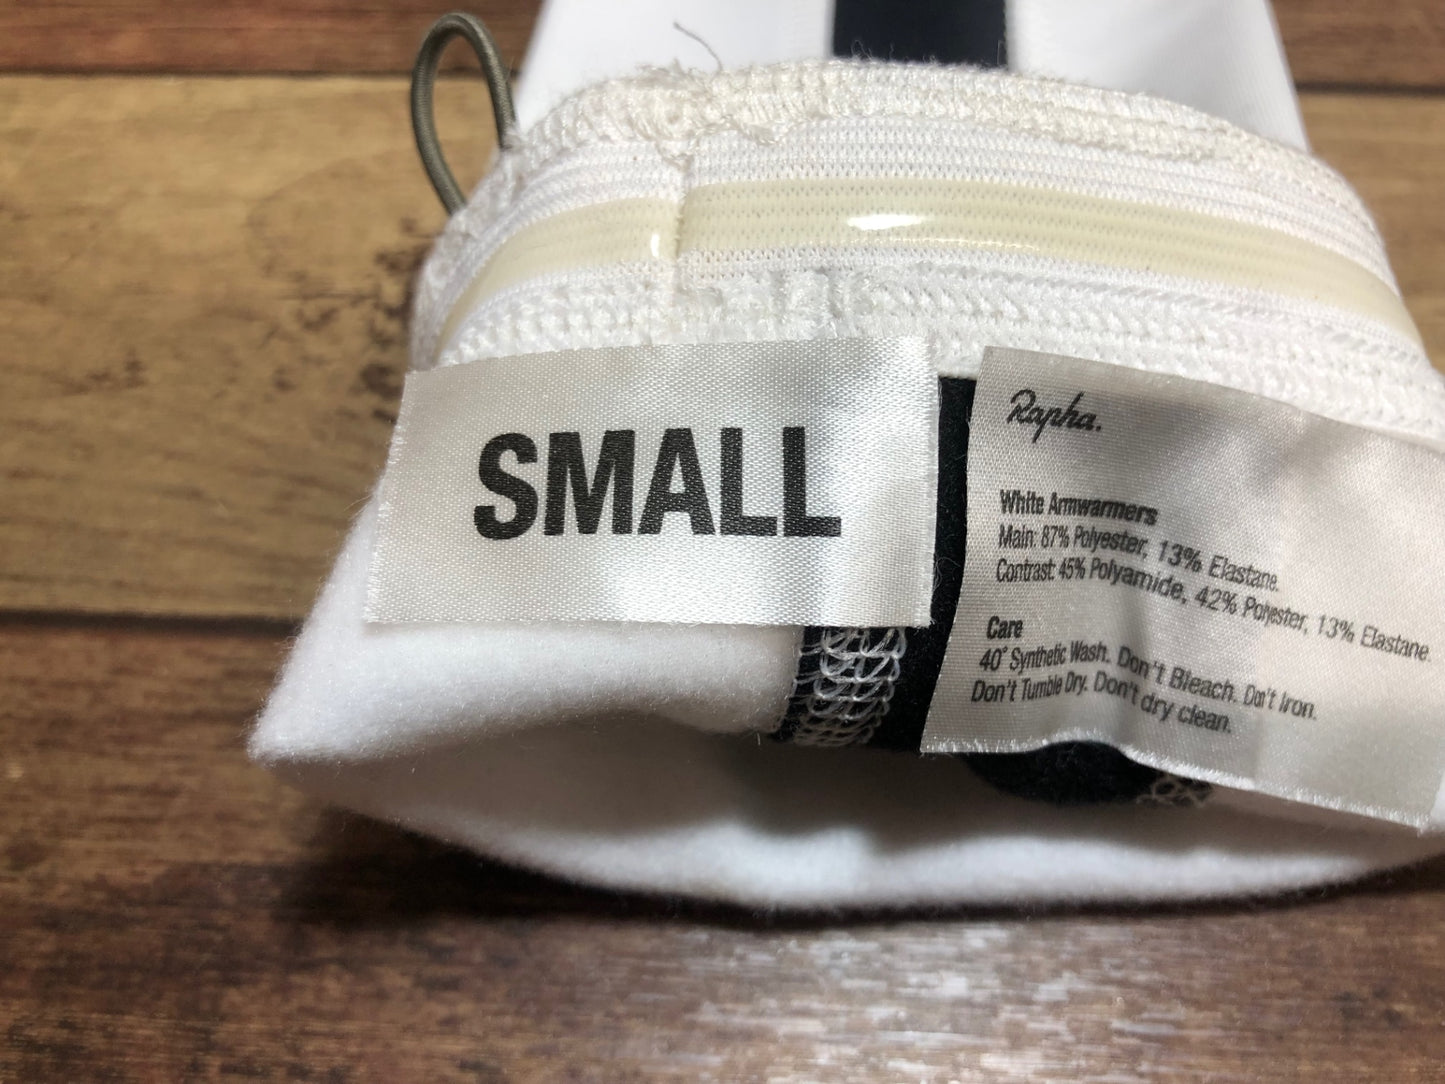 SMALL
Rapha.
White Armwarmers
Main: 87% Polyester, 13% Elastane.
Contrast: 45% Polyamide, 42% Polyester, 13% Elastane.
Care
40° Synthetic Wash. Don't Bleach. Don't Iron.
Don't Tumble Dry. Don't dry clean.